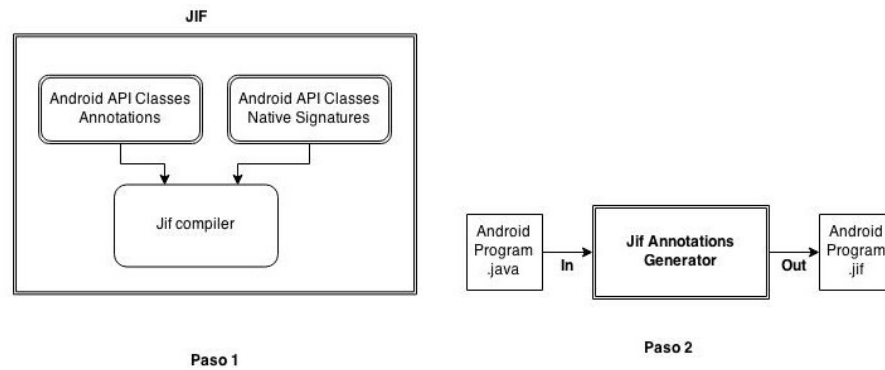 JIF
Android API Classes
Annotations
Android API Classes
Native Signatures
Jif compiler
Paso 1
Android
Program
.java
In
Jif Annotations
Generator
Out
Android
Program
.jif
Paso 2